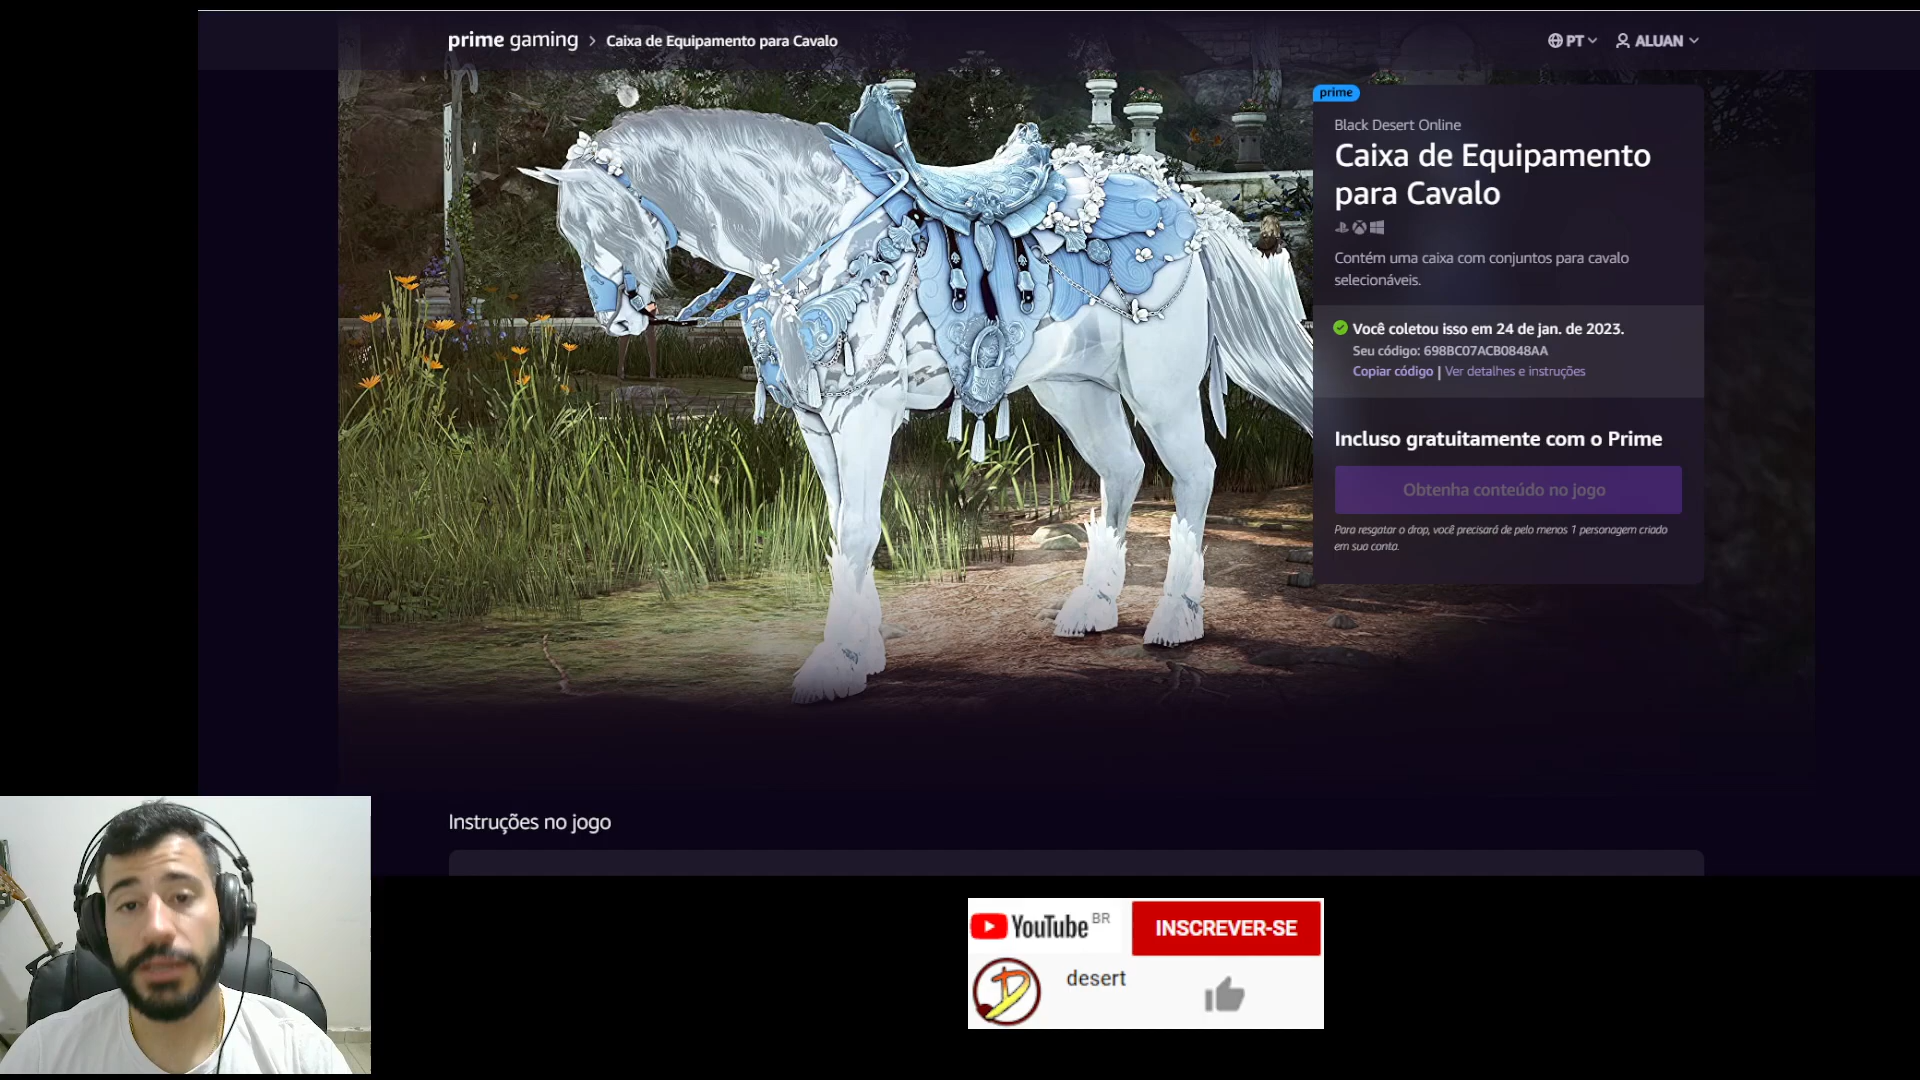 prime gaming > Caixa de Equipamento para Cavalo
PT
ALUAN
prime
Black Desert Online
Caixa de Equipamento
para Cavalo
Contém uma caixa com conjuntos para cavalo
selecionáveis.
Você coletou isso em 24 de jan. de 2023.
Seu código: 698BC07ACB0848AA
Copiar código | Ver detalhes e instruções
Incluso gratuitamente com o Prime
Obtenha conteúdo no jogo
Para resgatar o drop, você precisará de pelo menos 1 personagem criado
em sua conta.
Instruções no jogo
YouTube BR
INSCREVER-SE
D
desert